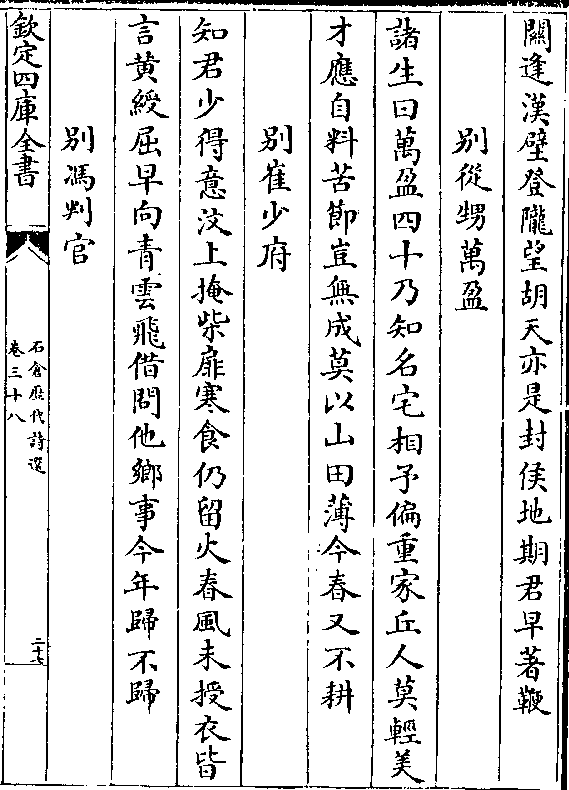 關逢漢壁登隴望胡天亦是封侯地期君早著鞭
別從甥萬盈
諸生曰萬盈四十乃知名宅相予偏重家丘人莫輕美
才應自料苦節豈無成莫以山田薄今春又不耕
別崔少府
知君少得意汶上掩柴扉寒食仍留火春風未授衣皆
言黄綬屈早向青雲飛借問他鄉事今年歸不歸
別馮判官
欽定四庫全書
石倉歷代詩選
卷三十八
二十七